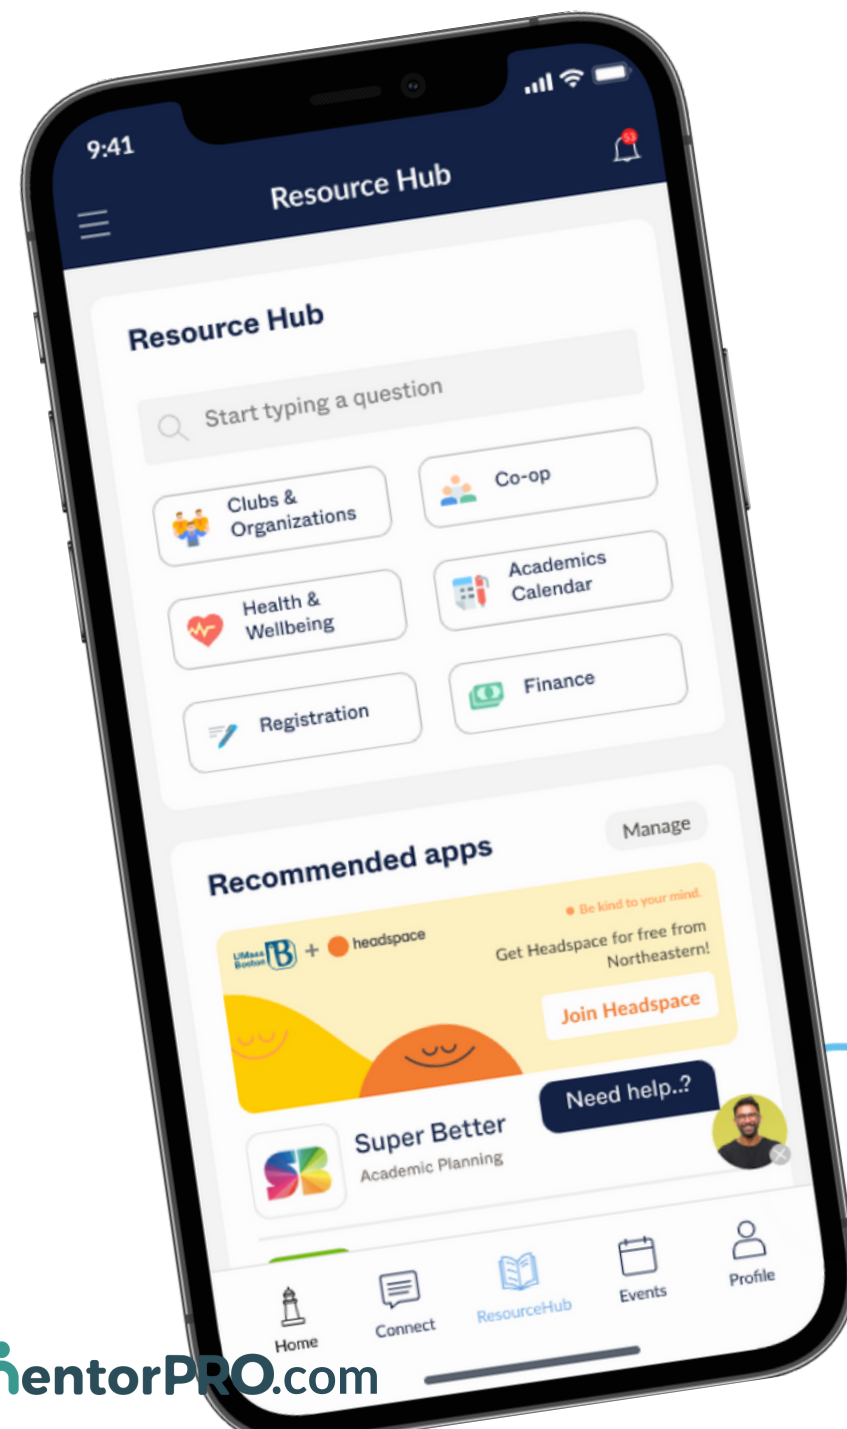 9:41
53
Resource Hub
Resource Hub
Start typing a question
Clubs &
Organizations
Co-op
Health &
Wellbeing
Academics
Calendar
Registration
Finance
Recommended apps
Manage
UMass
Boston
B
+
headspace
Be kind to your mind.
Get Headspace for free from
Northeastern!
Join Headspace
Need help..?
SB
Super Better
Academic Planning
Home
Connect
ResourceHub
Events
Profile
mentorPRO.com